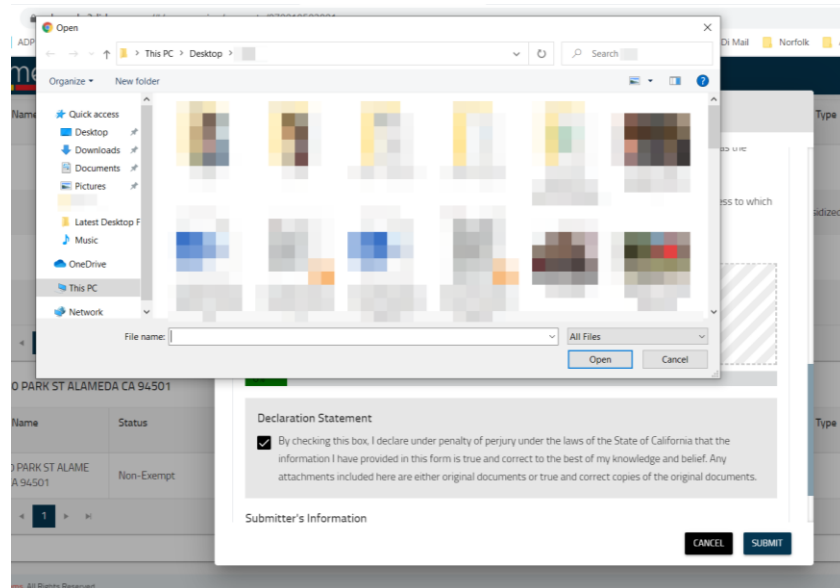 Open
ADP
Di Mail
Norfolk
This PC > Desktop >
Search
Organize
New folder
Name
Type
Quick access
Desktop
Downloads
Documents
Pictures
Latest Desktop F
Music
OneDrive
This PC
Network
ess to which
sidized
File name:
All Files
Open
Cancel
PARK ST ALAMEDA CA 94501
Name
Status
Type
PARK ST ALAME
A 94501
Non-Exempt
1
Declaration Statement
By checking this box, I declare under penalty of perjury under the laws of the State of California that the
information I have provided in this form is true and correct to the best of my knowledge and belief. Any
attachments included here are either original documents or true and correct copies of the original documents.
Submitter's Information
CANCEL
SUBMIT
All Rights Reserved